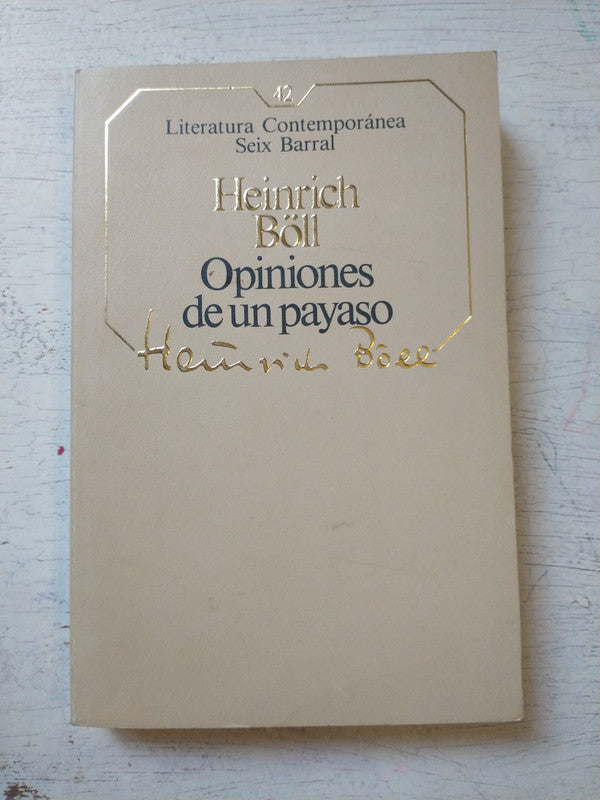 42
Literatura Contemporánea
Seix Barral
Heinrich
Böll
Opiniones
de un payaso
Heinrich Böll